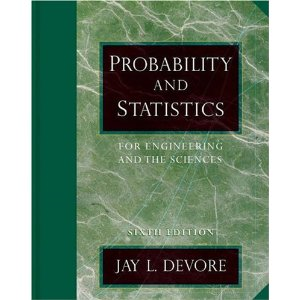 PROBABILITY
AND
STATISTICS
FOR ENGINEERING
AND THE SCIENCES
SIXTH EDITION
JAY L. DEVORE